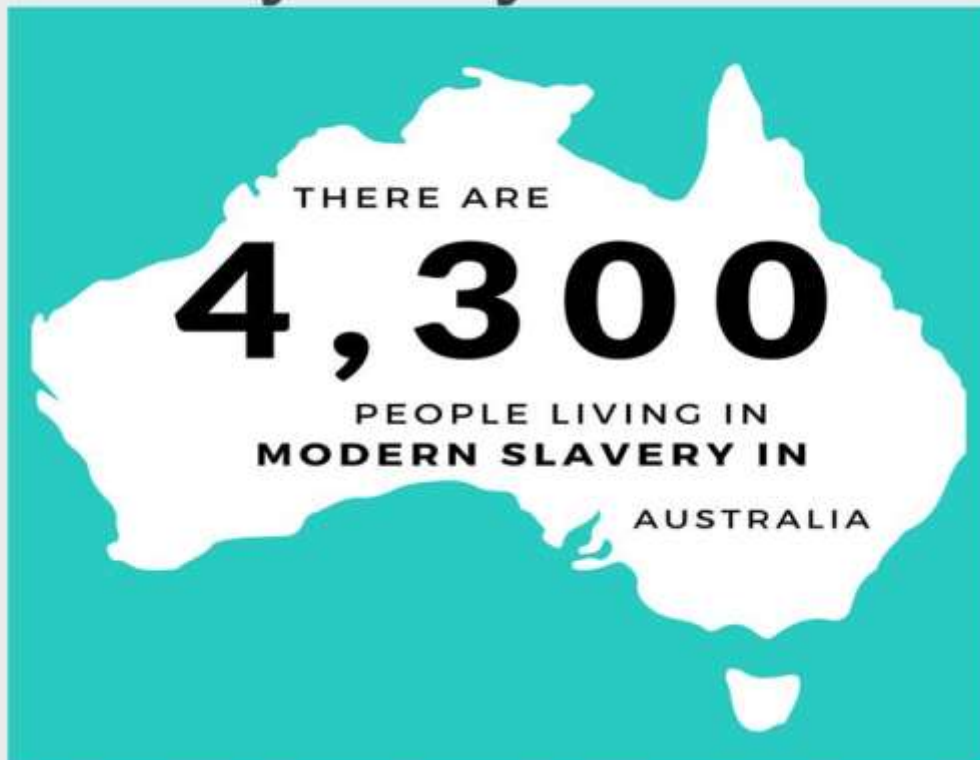 THERE ARE
4,300
PEOPLE LIVING IN
MODERN SLAVERY IN
AUSTRALIA